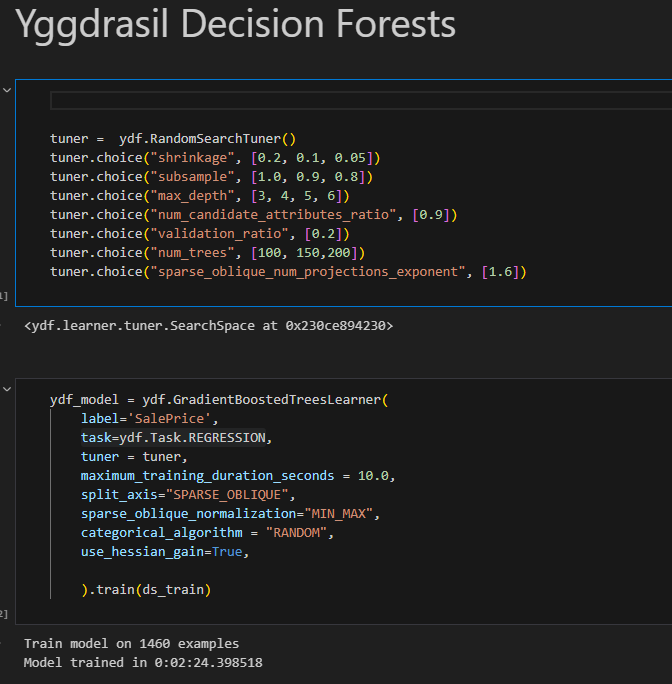 Yggdrasil Decision Forests
tuner =  ydf.RandomSearchTuner()
tuner.choice("shrinkage", [0.2, 0.1, 0.05])
tuner.choice("subsample", [1.0, 0.9, 0.8])
tuner.choice("max_depth", [3, 4, 5, 6])
tuner.choice("num_candidate_attributes_ratio", [0.9])
tuner.choice("validation_ratio", [0.2])
tuner.choice("num_trees", [100, 150,200])
tuner.choice("sparse_oblique_num_projections_exponent", [1.6])
1]
<ydf.learner.tuner.SearchSpace at 0x230ce894230>
ydf_model = ydf.GradientBoostedTreesLearner(
label='SalePrice',
task=ydf.Task.REGRESSION,
tuner = tuner,
maximum_training_duration_seconds = 10.0,
split_axis="SPARSE_OBLIQUE",
sparse_oblique_normalization="MIN_MAX",
categorical_algorithm = "RANDOM",
use_hessian_gain=True,
).train(ds_train)
2]
Train model on 1460 examples
Model trained in 0:02:24.398518